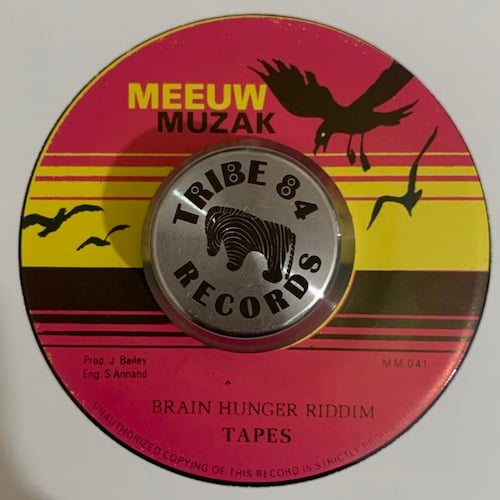 MEEUW
MUZAK
TRIBE 84
RECORDS
Prod. J. Bailey
Eng. S Annand
MM 041
BRAIN HUNGER RIDDIM
TAPES
UNAUTHORIZED COPYING OF THIS RECORD IS STRICTLY PROHIBITED